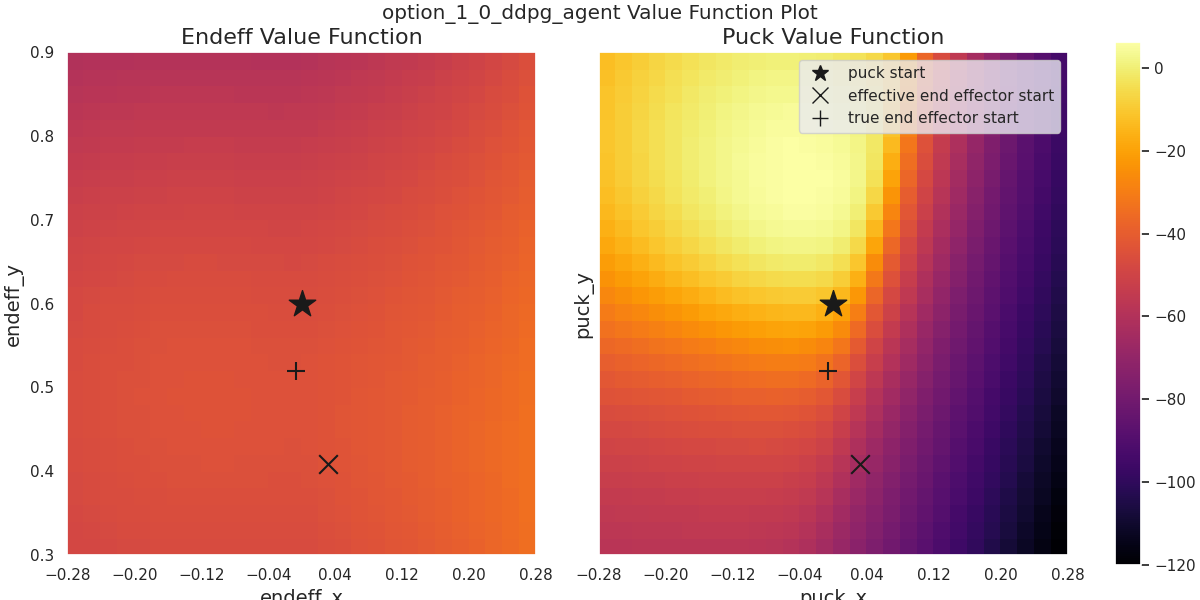 option_1_0_ddpg_agent Value Function Plot
Endeff Value Function
Puck Value Function
0.9
0.8
0.7
0.6
0.5
0.4
0.3
endeff_y
−0.28 −0.20 −0.12 −0.04 0.04 0.12 0.20 0.28
endeff_x
puck_y
puck start
effective end effector start
true end effector start
−0.28 −0.20 −0.12 −0.04 0.04 0.12 0.20 0.28
puck_x
0
−20
−40
−60
−80
−100
−120